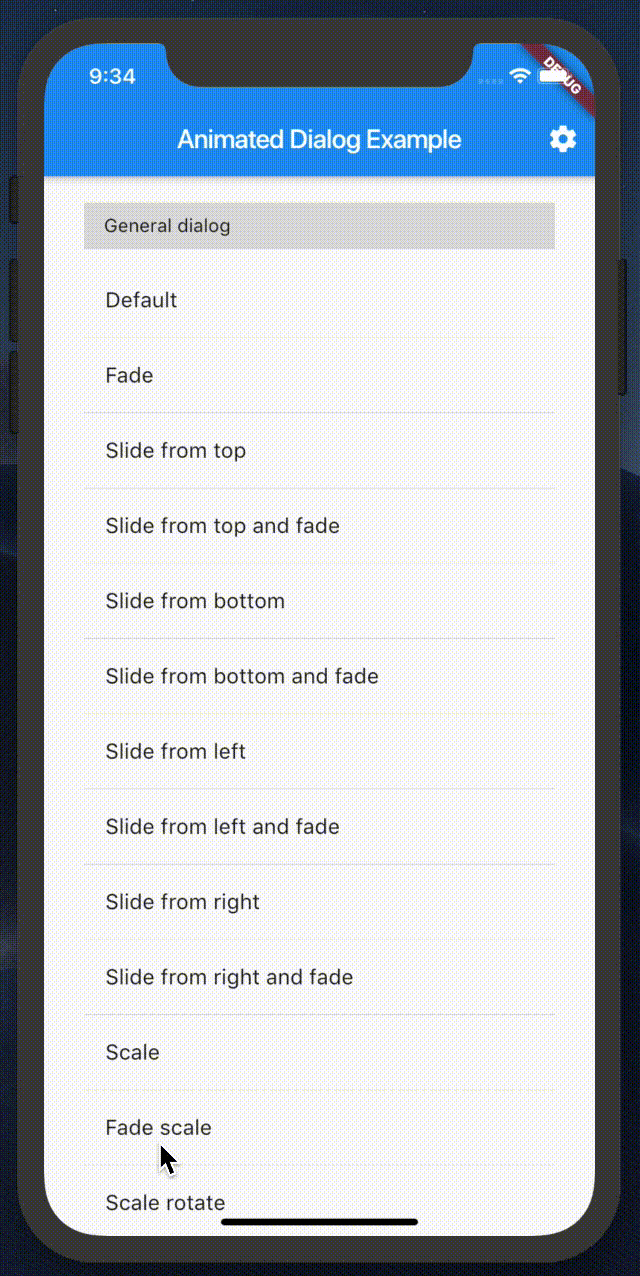 9:34
DEBUG
Animated Dialog Example
General dialog
Default
Fade
Slide from top
Slide from top and fade
Slide from bottom
Slide from bottom and fade
Slide from left
Slide from left and fade
Slide from right
Slide from right and fade
Scale
Fade scale
Scale rotate